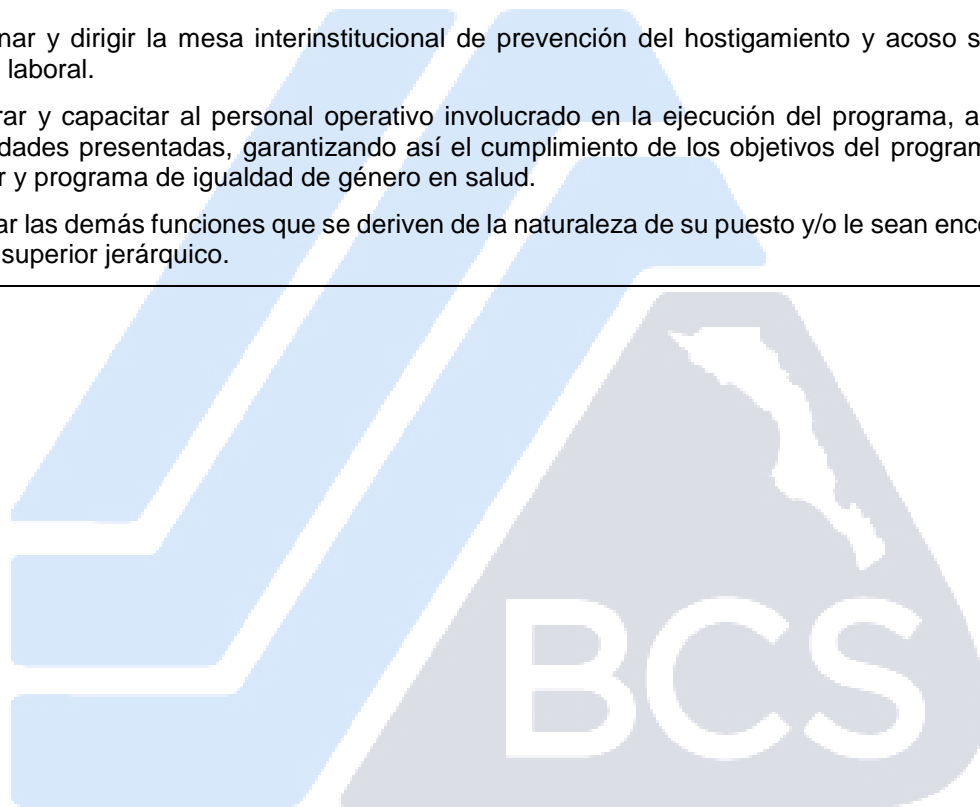 nar y dirigir la mesa interinstitucional de prevención del hostigamiento y acoso s
laboral.
rar y capacitar al personal operativo involucrado en la ejecución del programa, a
dades presentadas, garantizando así el cumplimiento de los objetivos del program
r y programa de igualdad de género en salud.
ar las demás funciones que se deriven de la naturaleza de su puesto y/o le sean enc
superior jerárquico.
BCS